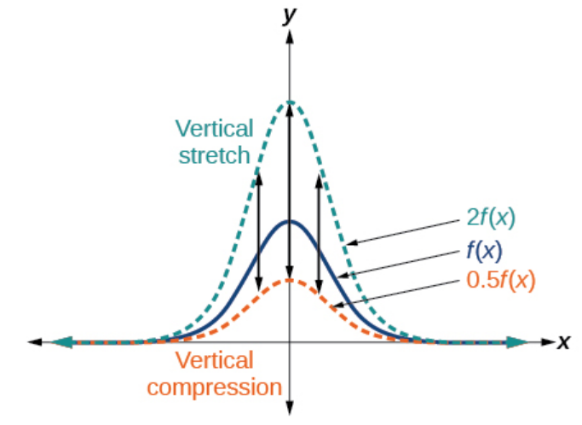 y
Vertical
stretch
2f(x)
f(x)
0.5f(x)
x
Vertical
compression